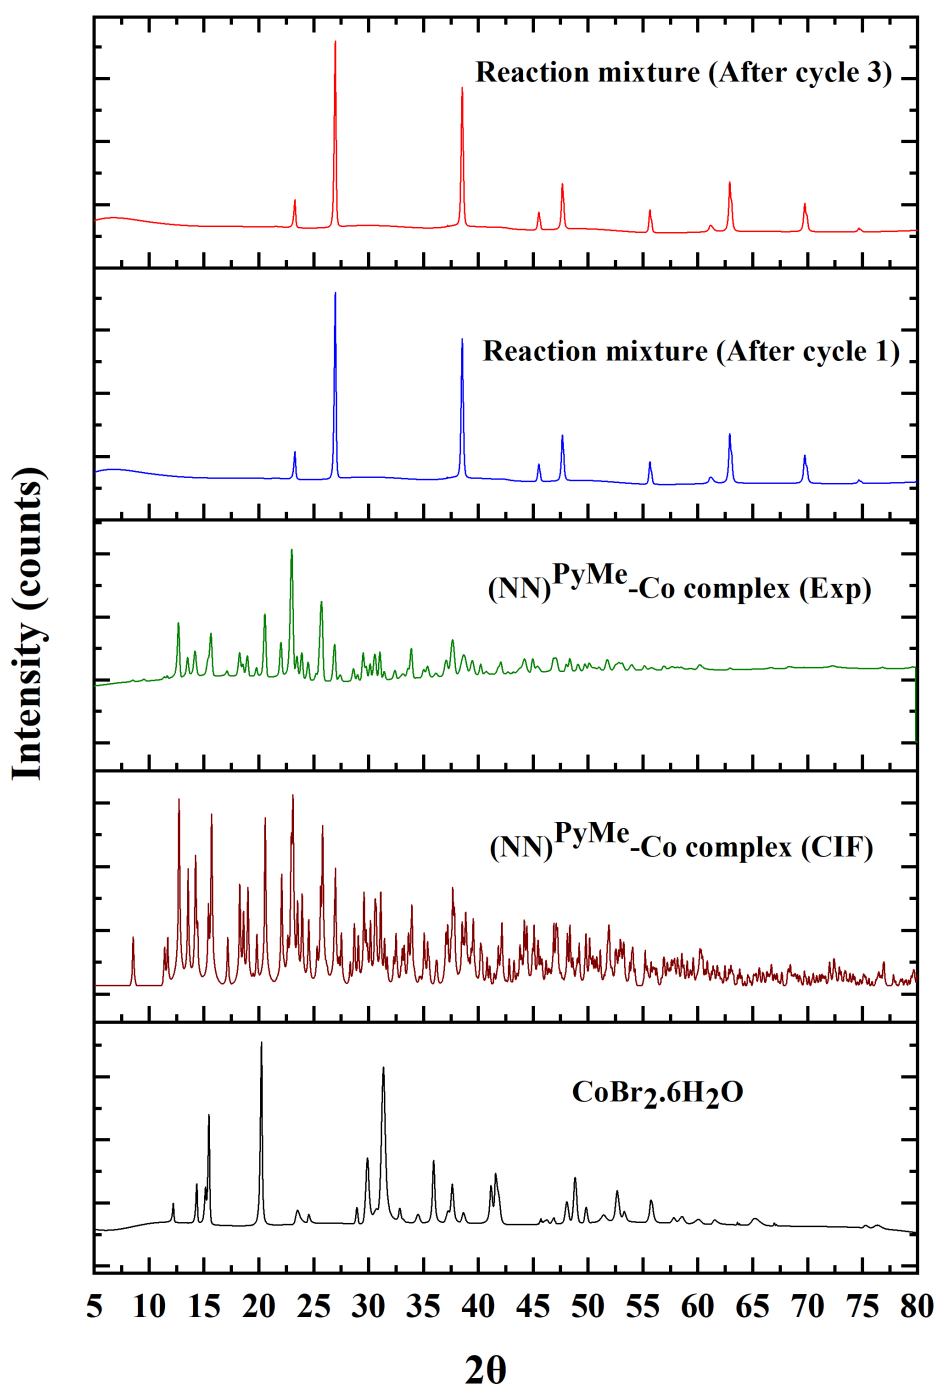 Reaction mixture (After cycle 3)
Reaction mixture (After cycle 1)
(NN)PyMe-Co complex (Exp)
(NN)PyMe-Co complex (CIF)
CoBr2.6H2O
Intensity (counts)
5 10 15 20 25 30 35 40 45 50 55 60 65 70 75 80
2θ